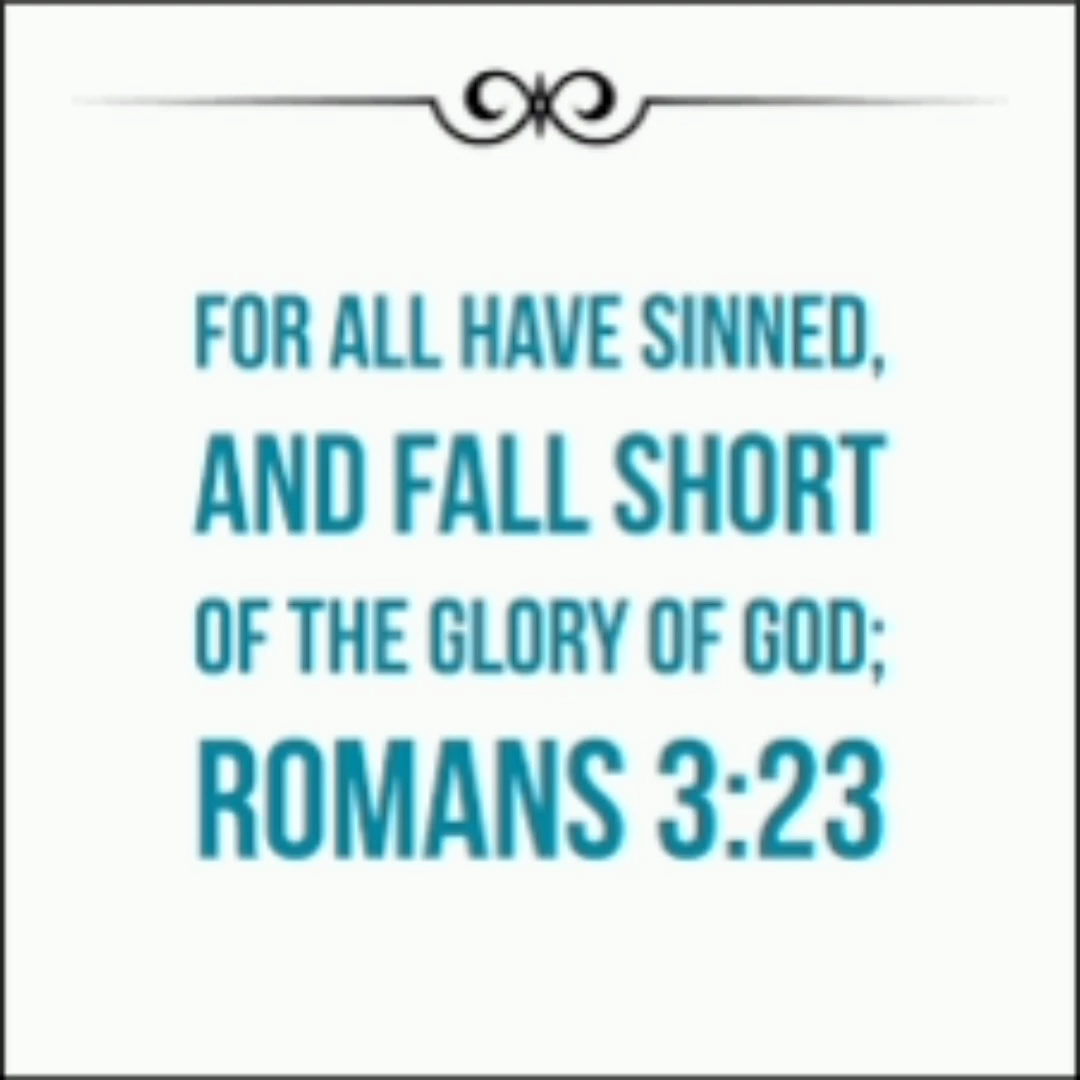 FOR ALL HAVE SINNED,
AND FALL SHORT
OF THE GLORY OF GOD;
ROMANS 3:23